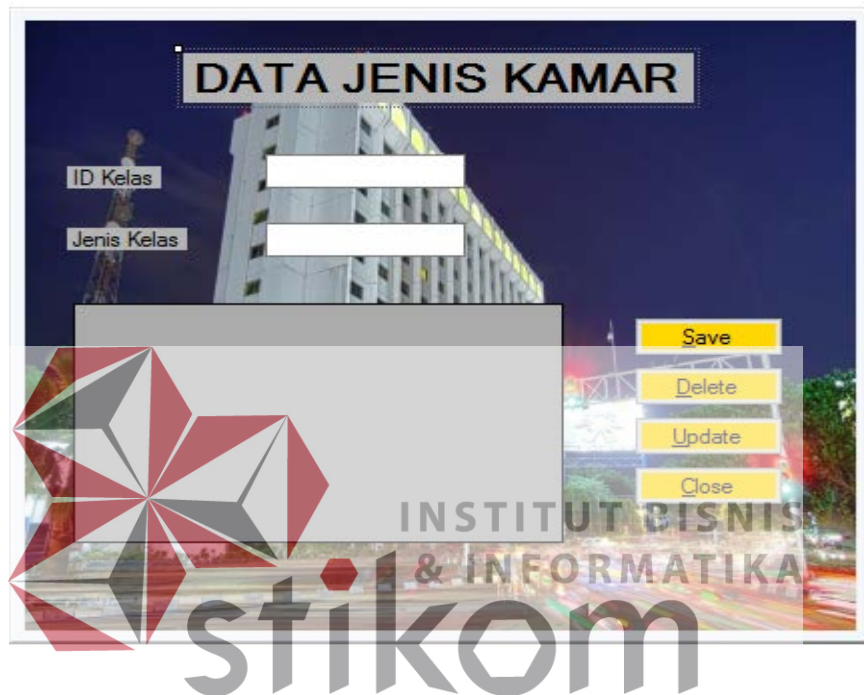 DATA JENIS KAMAR
ID Kelas
Jenis Kelas
Save
Delete
Update
Close
INSTITUT BISNIS
& INFORMATIKA
stikom